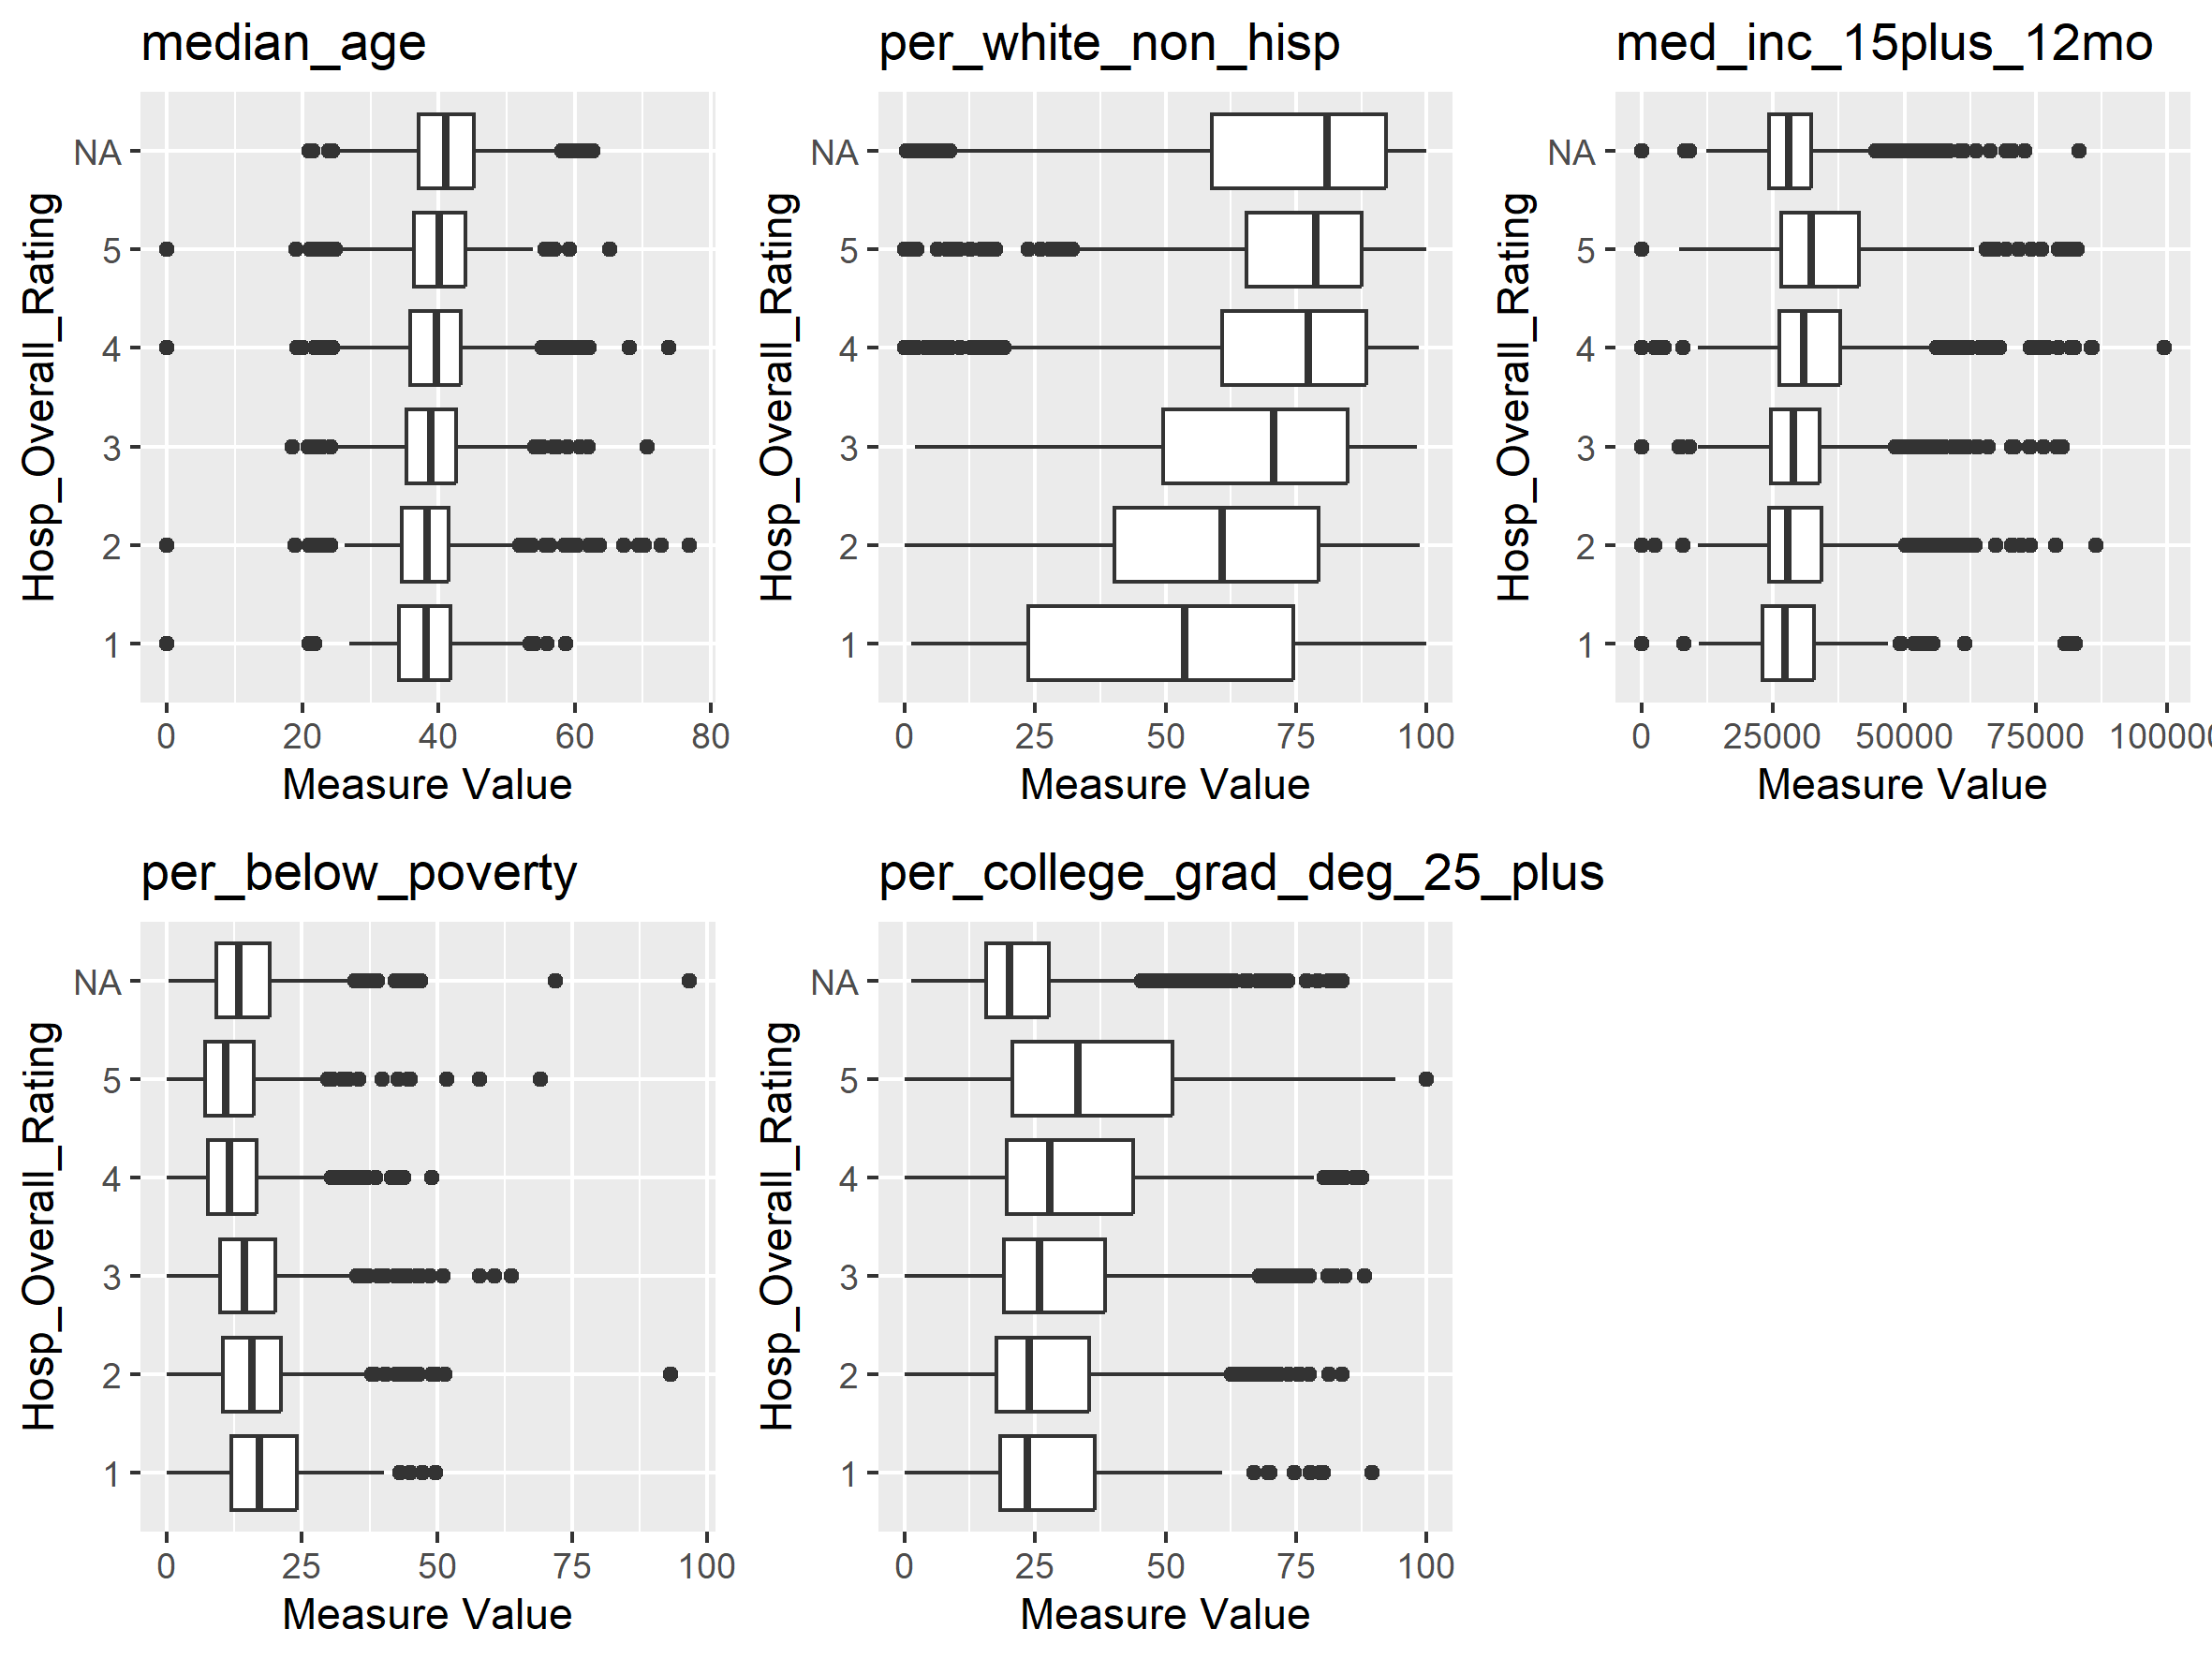 median_age
per_white_non_hisp
med_inc_15plus_12mo
Hosp_Overall_Rating
NA
5
4
3
2
1
0 20 40 60 80
Measure Value
Hosp_Overall_Rating
NA
5
4
3
2
1
0 25 50 75 100
Measure Value
Hosp_Overall_Rating
NA
5
4
3
2
1
0 25000 50000 75000 100000
Measure Value
per_below_poverty
per_college_grad_deg_25_plus
Hosp_Overall_Rating
NA
5
4
3
2
1
0 25 50 75 100
Measure Value
Hosp_Overall_Rating
NA
5
4
3
2
1
0 25 50 75 100
Measure Value